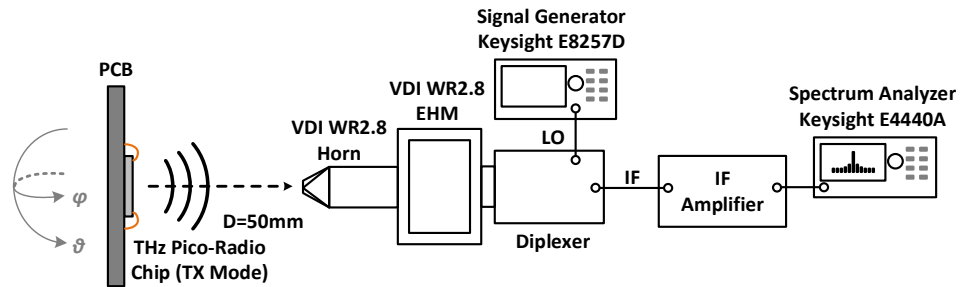 Signal Generator
Keysight E8257D
PCB
VDI WR2.8
EHM
Spectrum Analyzer
Keysight E4440A
VDI WR2.8
Horn
LO
IF
IF
Amplifier
φ
D=50mm
Diplexer
ϑ
THz Pico-Radio
Chip (TX Mode)